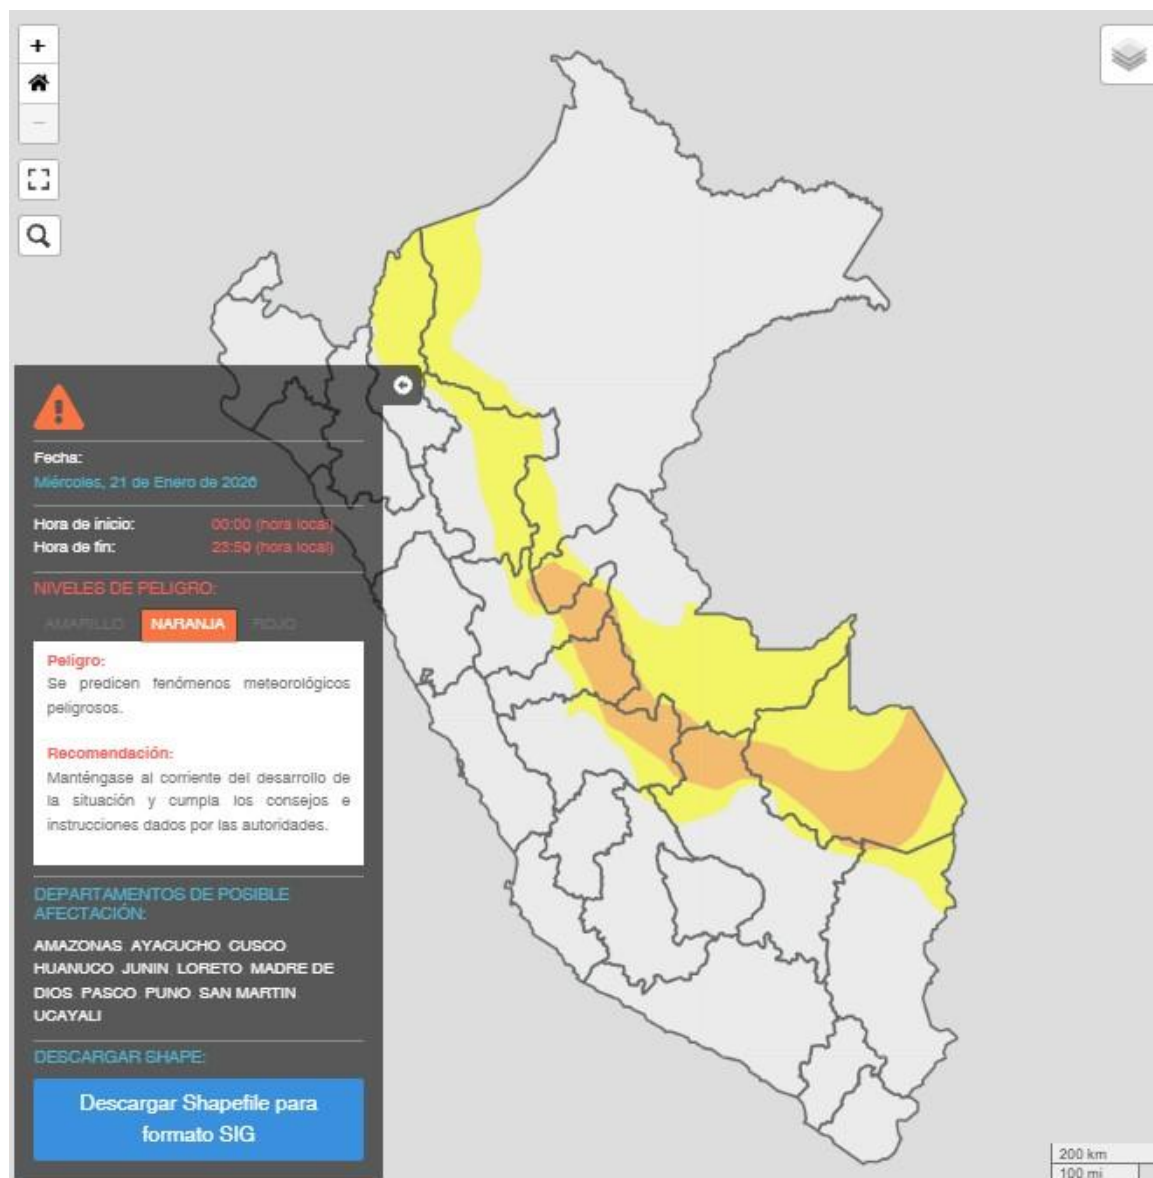 +
−
Fecha:
Miércoles, 21 de Enero de 2026
Hora de inicio: 00:00 (hora local)
Hora de fin: 23:59 (hora local)
NIVELES DE PELIGRO:
AMARILLO NARANJA ROJO
Peligro:
Se predicen fenómenos meteorológicos
peligrosos.
Recomendación:
Manténgase al corriente del desarrollo de
la situación y cumpla los consejos e
instrucciones dados por las autoridades.
DEPARTAMENTOS DE POSIBLE
AFECTACIÓN:
AMAZONAS AYACUCHO CUSCO
HUANUCO JUNIN LORETO MADRE DE
DIOS PASCO PUNO SAN MARTIN
UCAYALI
DESCARGAR SHAPE:
Descargar Shapefile para
formato SIG
200 km
100 mi